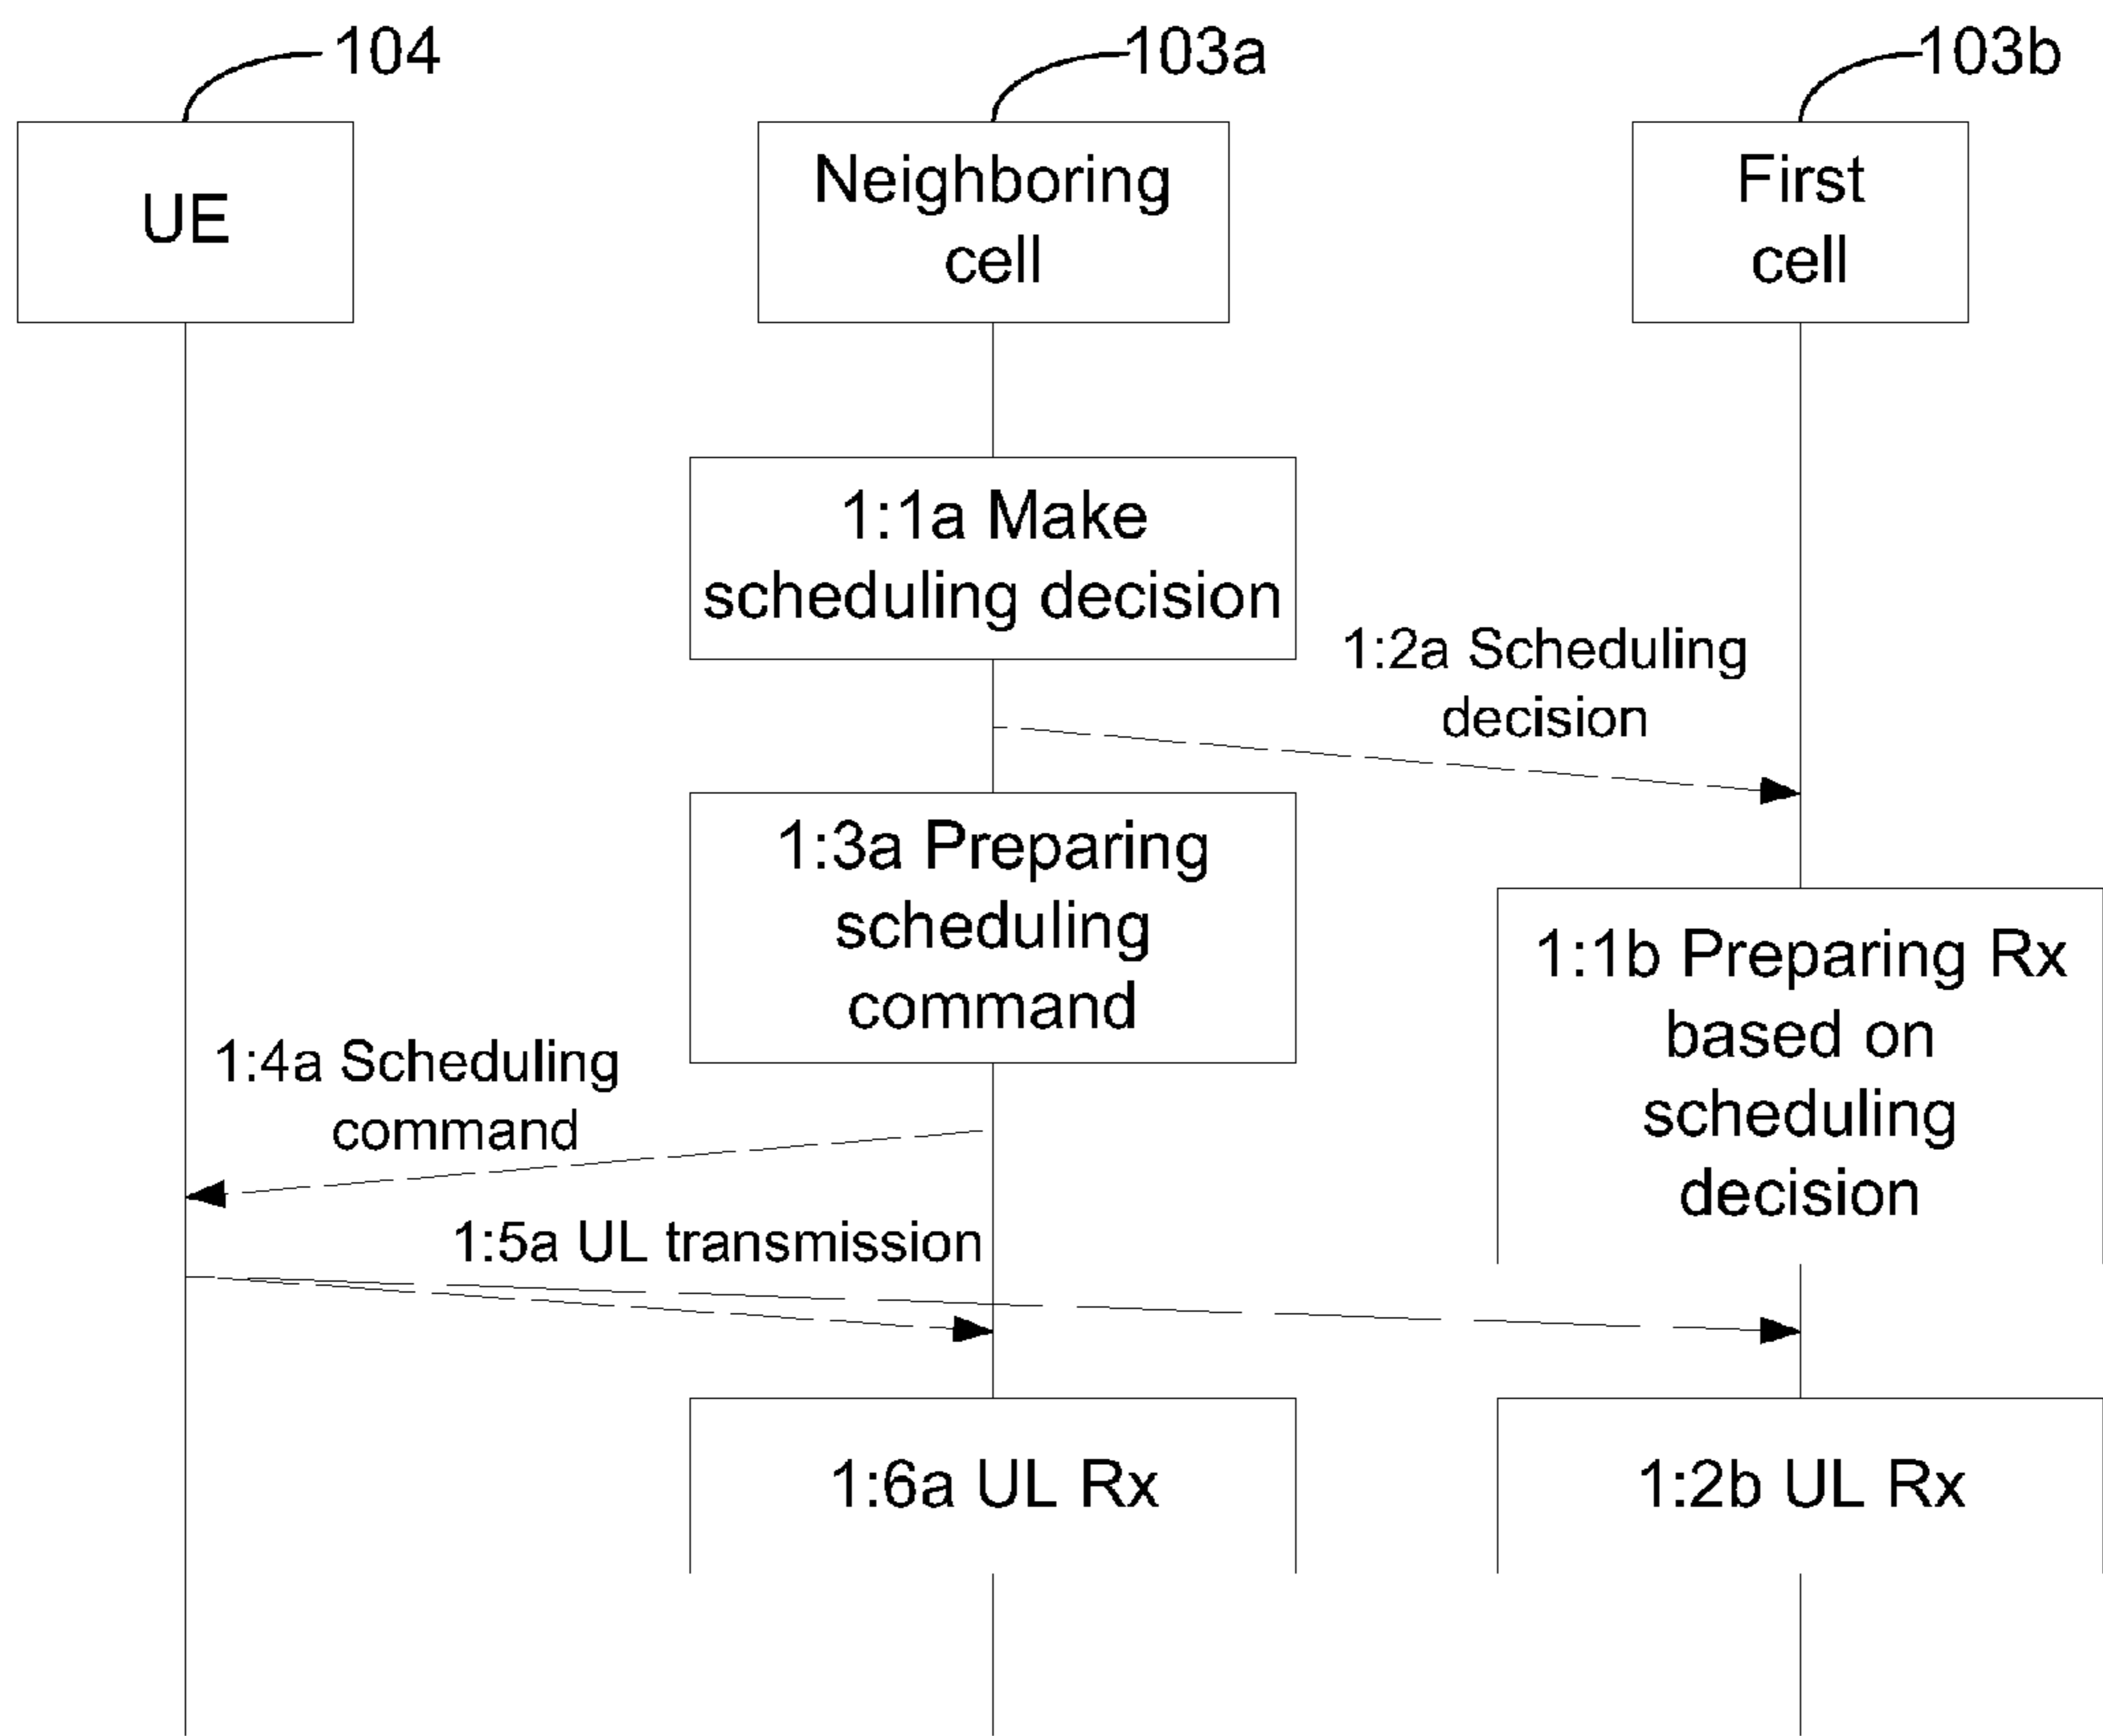 104
103a
103b
UE
Neighboring
cell
First
cell
1:1a Make
scheduling decision
1:2a Scheduling
decision
1:3a Preparing
scheduling
command
1:1b Preparing Rx
based on
scheduling
decision
1:4a Scheduling
command
1:5a UL transmission
1:6a UL Rx
1:2b UL Rx